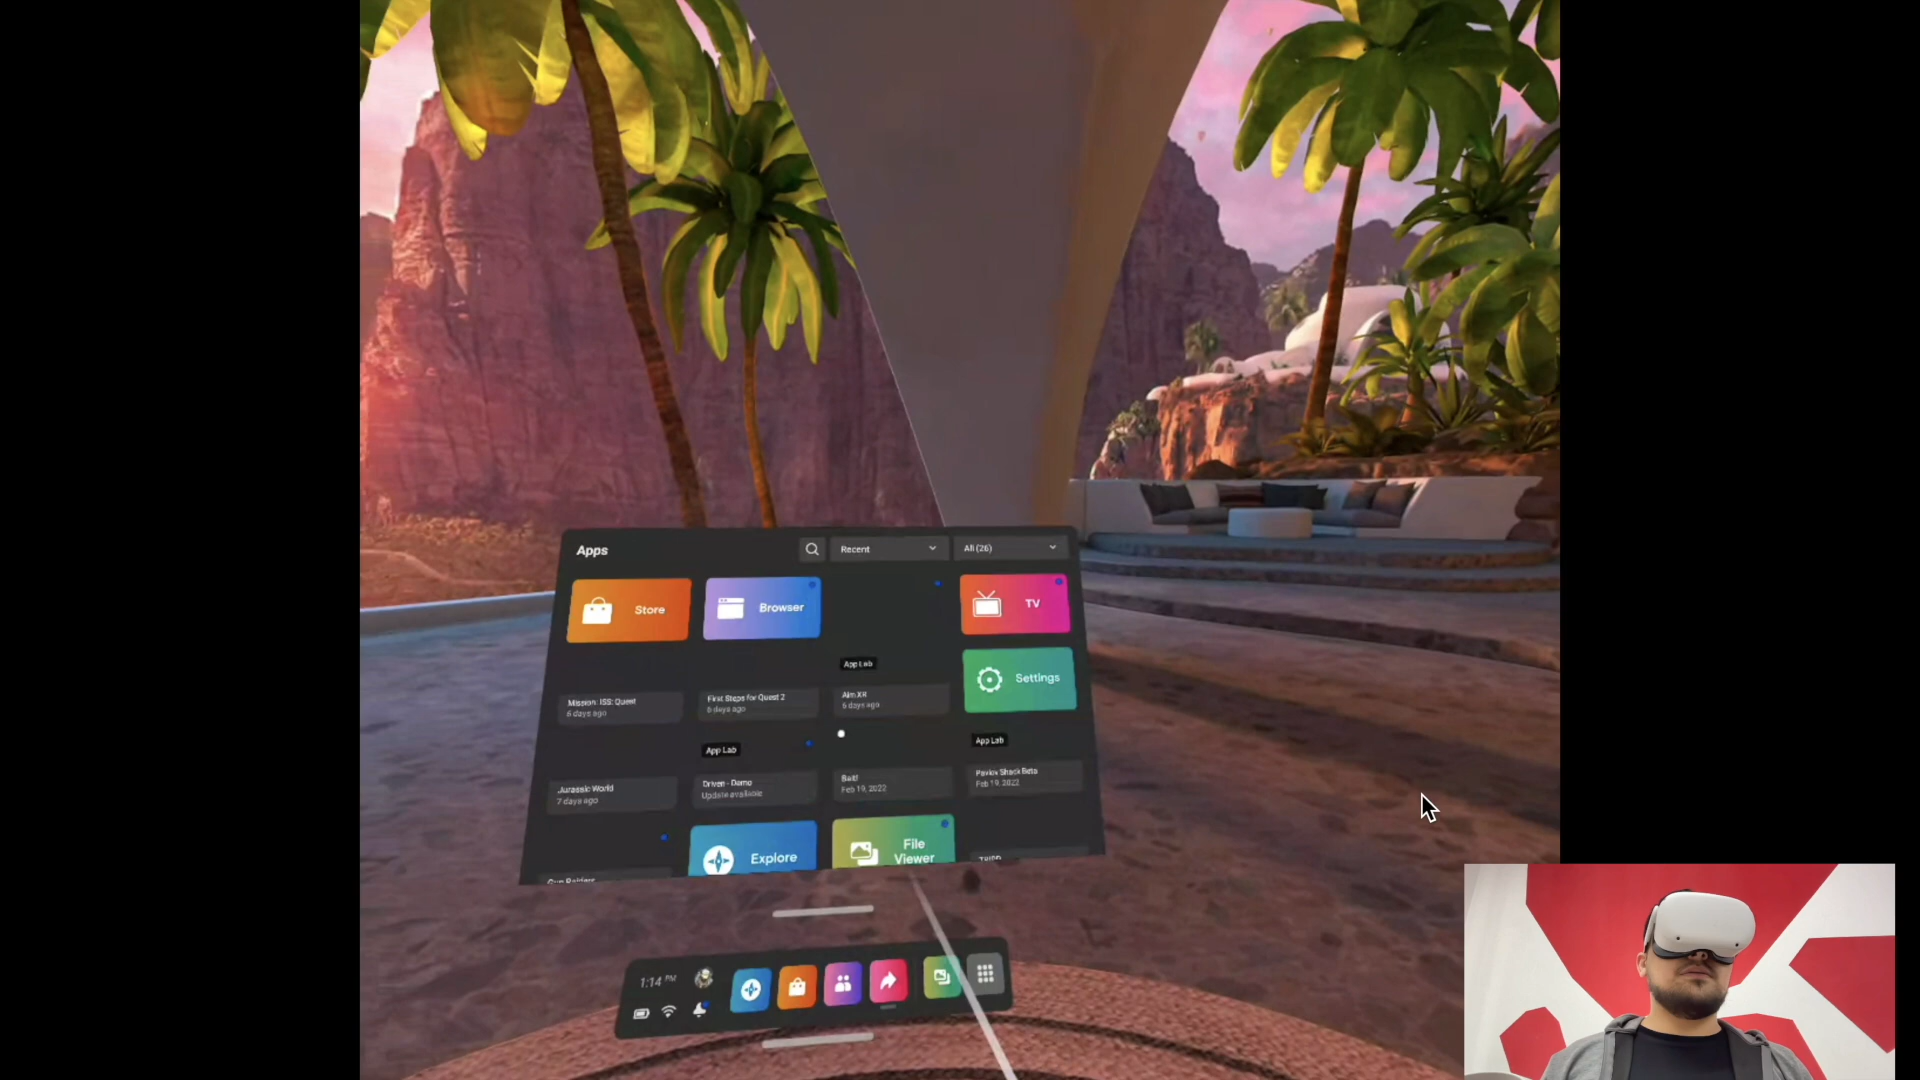 Apps
Recent
All (26)
Store
Browser
TV
App Lab
Settings
Mission: ISS: Quest
6 days ago
First Steps for Quest 2
6 days ago
Aim XR
6 days ago
App Lab
App Lab
Jurassic World
7 days ago
Driven - Demo
Update available
Bait!
Feb 19, 2022
Pavlov Shack Beta
Feb 19, 2022
Explore
File
Viewer
Gun Raiders
1:14 PM